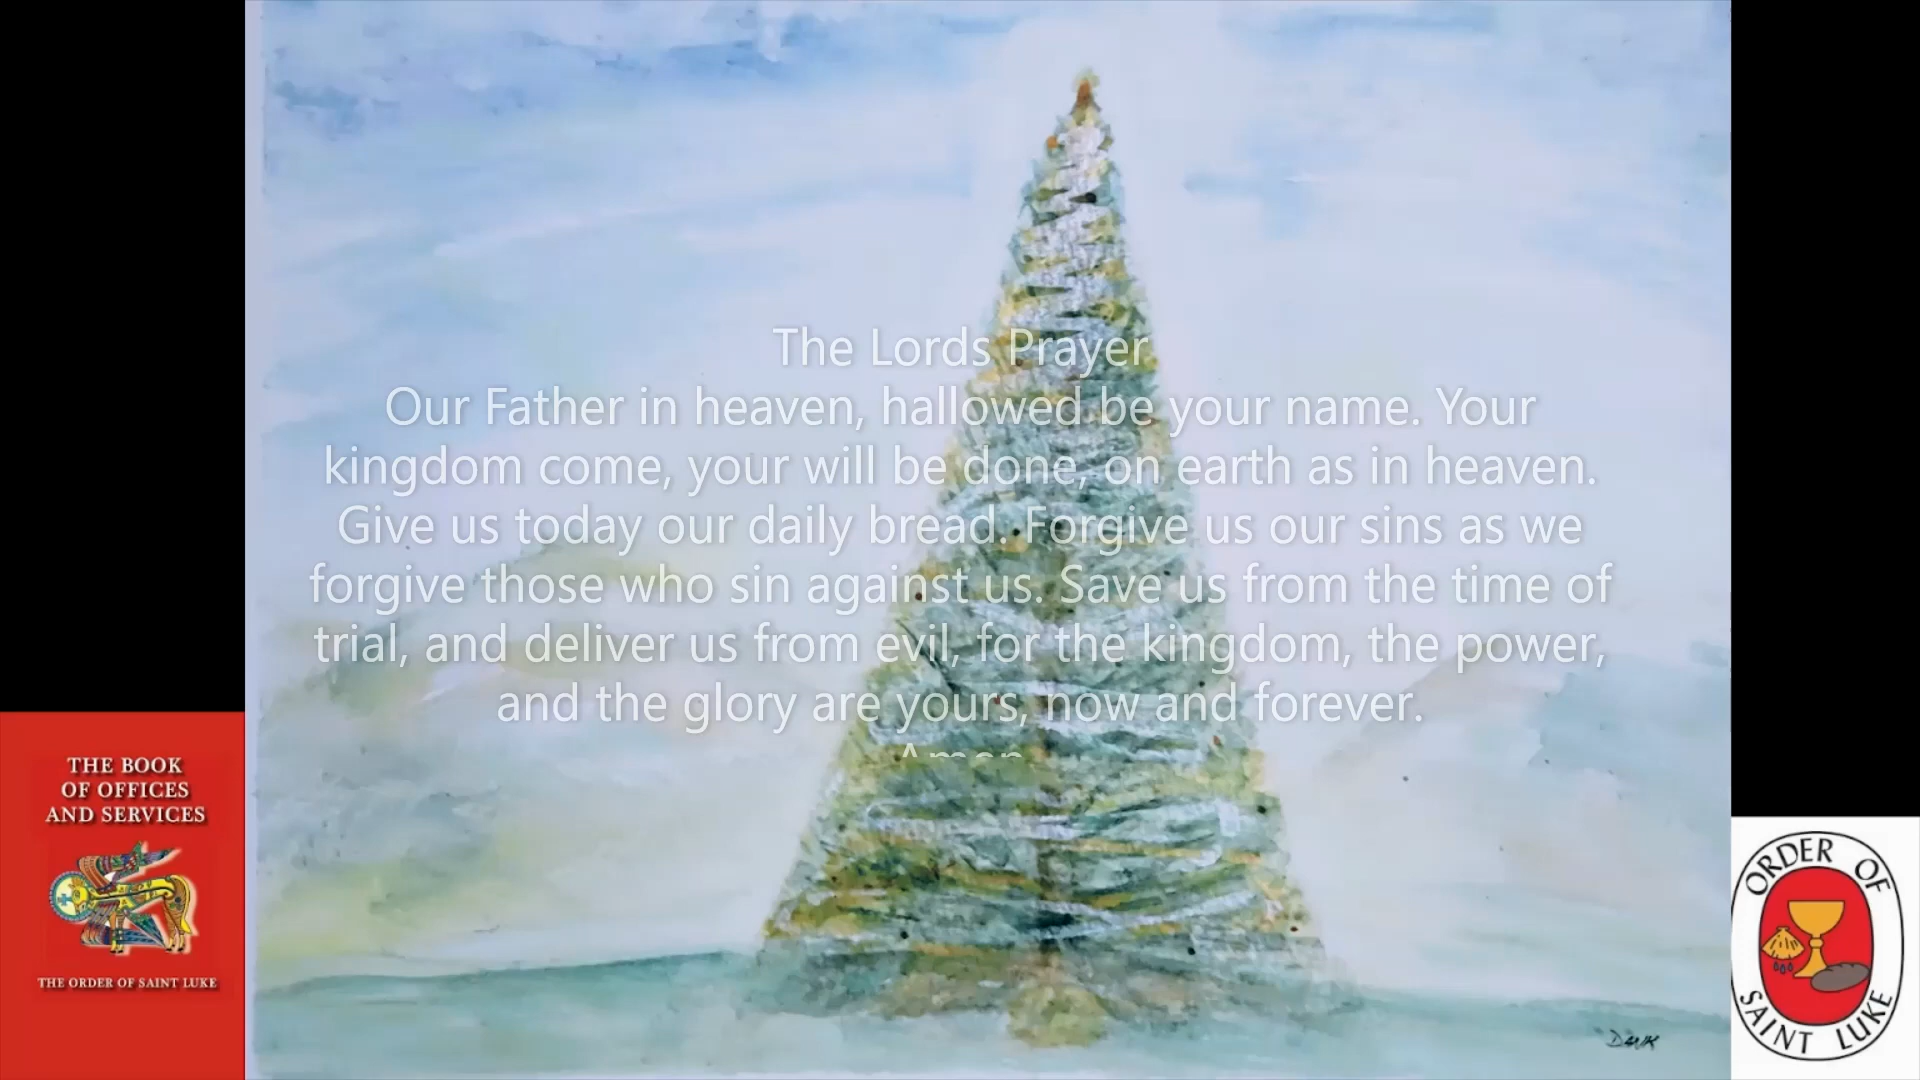 The Lords Prayer
Our Father in heaven, hallowed be your name. Your
kingdom come, your will be done, on earth as in heaven.
Give us today our daily bread. Forgive us our sins as we
forgive those who sin against us. Save us from the time of
trial, and deliver us from evil, for the kingdom, the power,
and the glory are yours, now and forever.
Amen
THE BOOK
OF OFFICES
AND SERVICES
THE ORDER OF SAINT LUKE
ORDER OF
SAINT LUKE